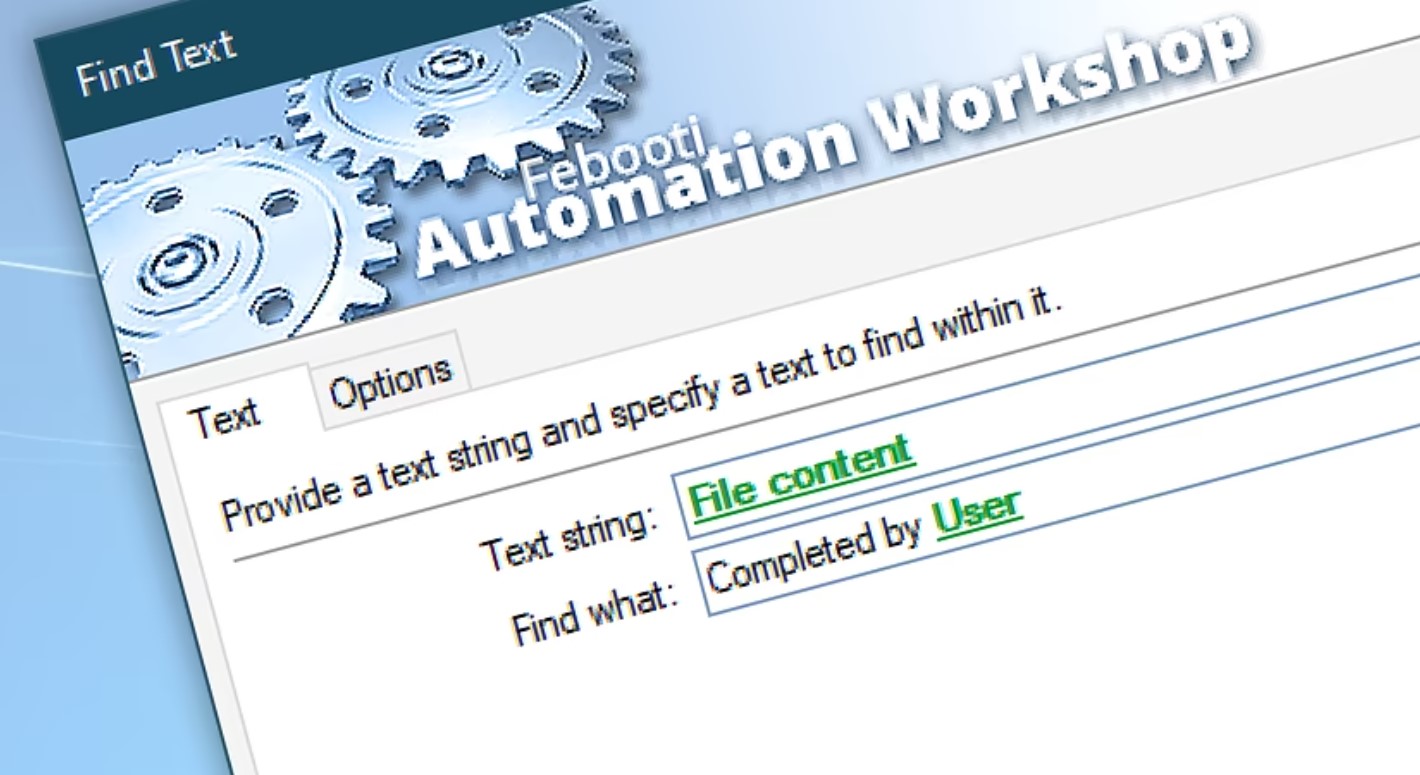 Find Text
Febooti
Automation Workshop
Text
Options
Provide a text string and specify a text to find within it.
Text string: File content
Find what: Completed by User